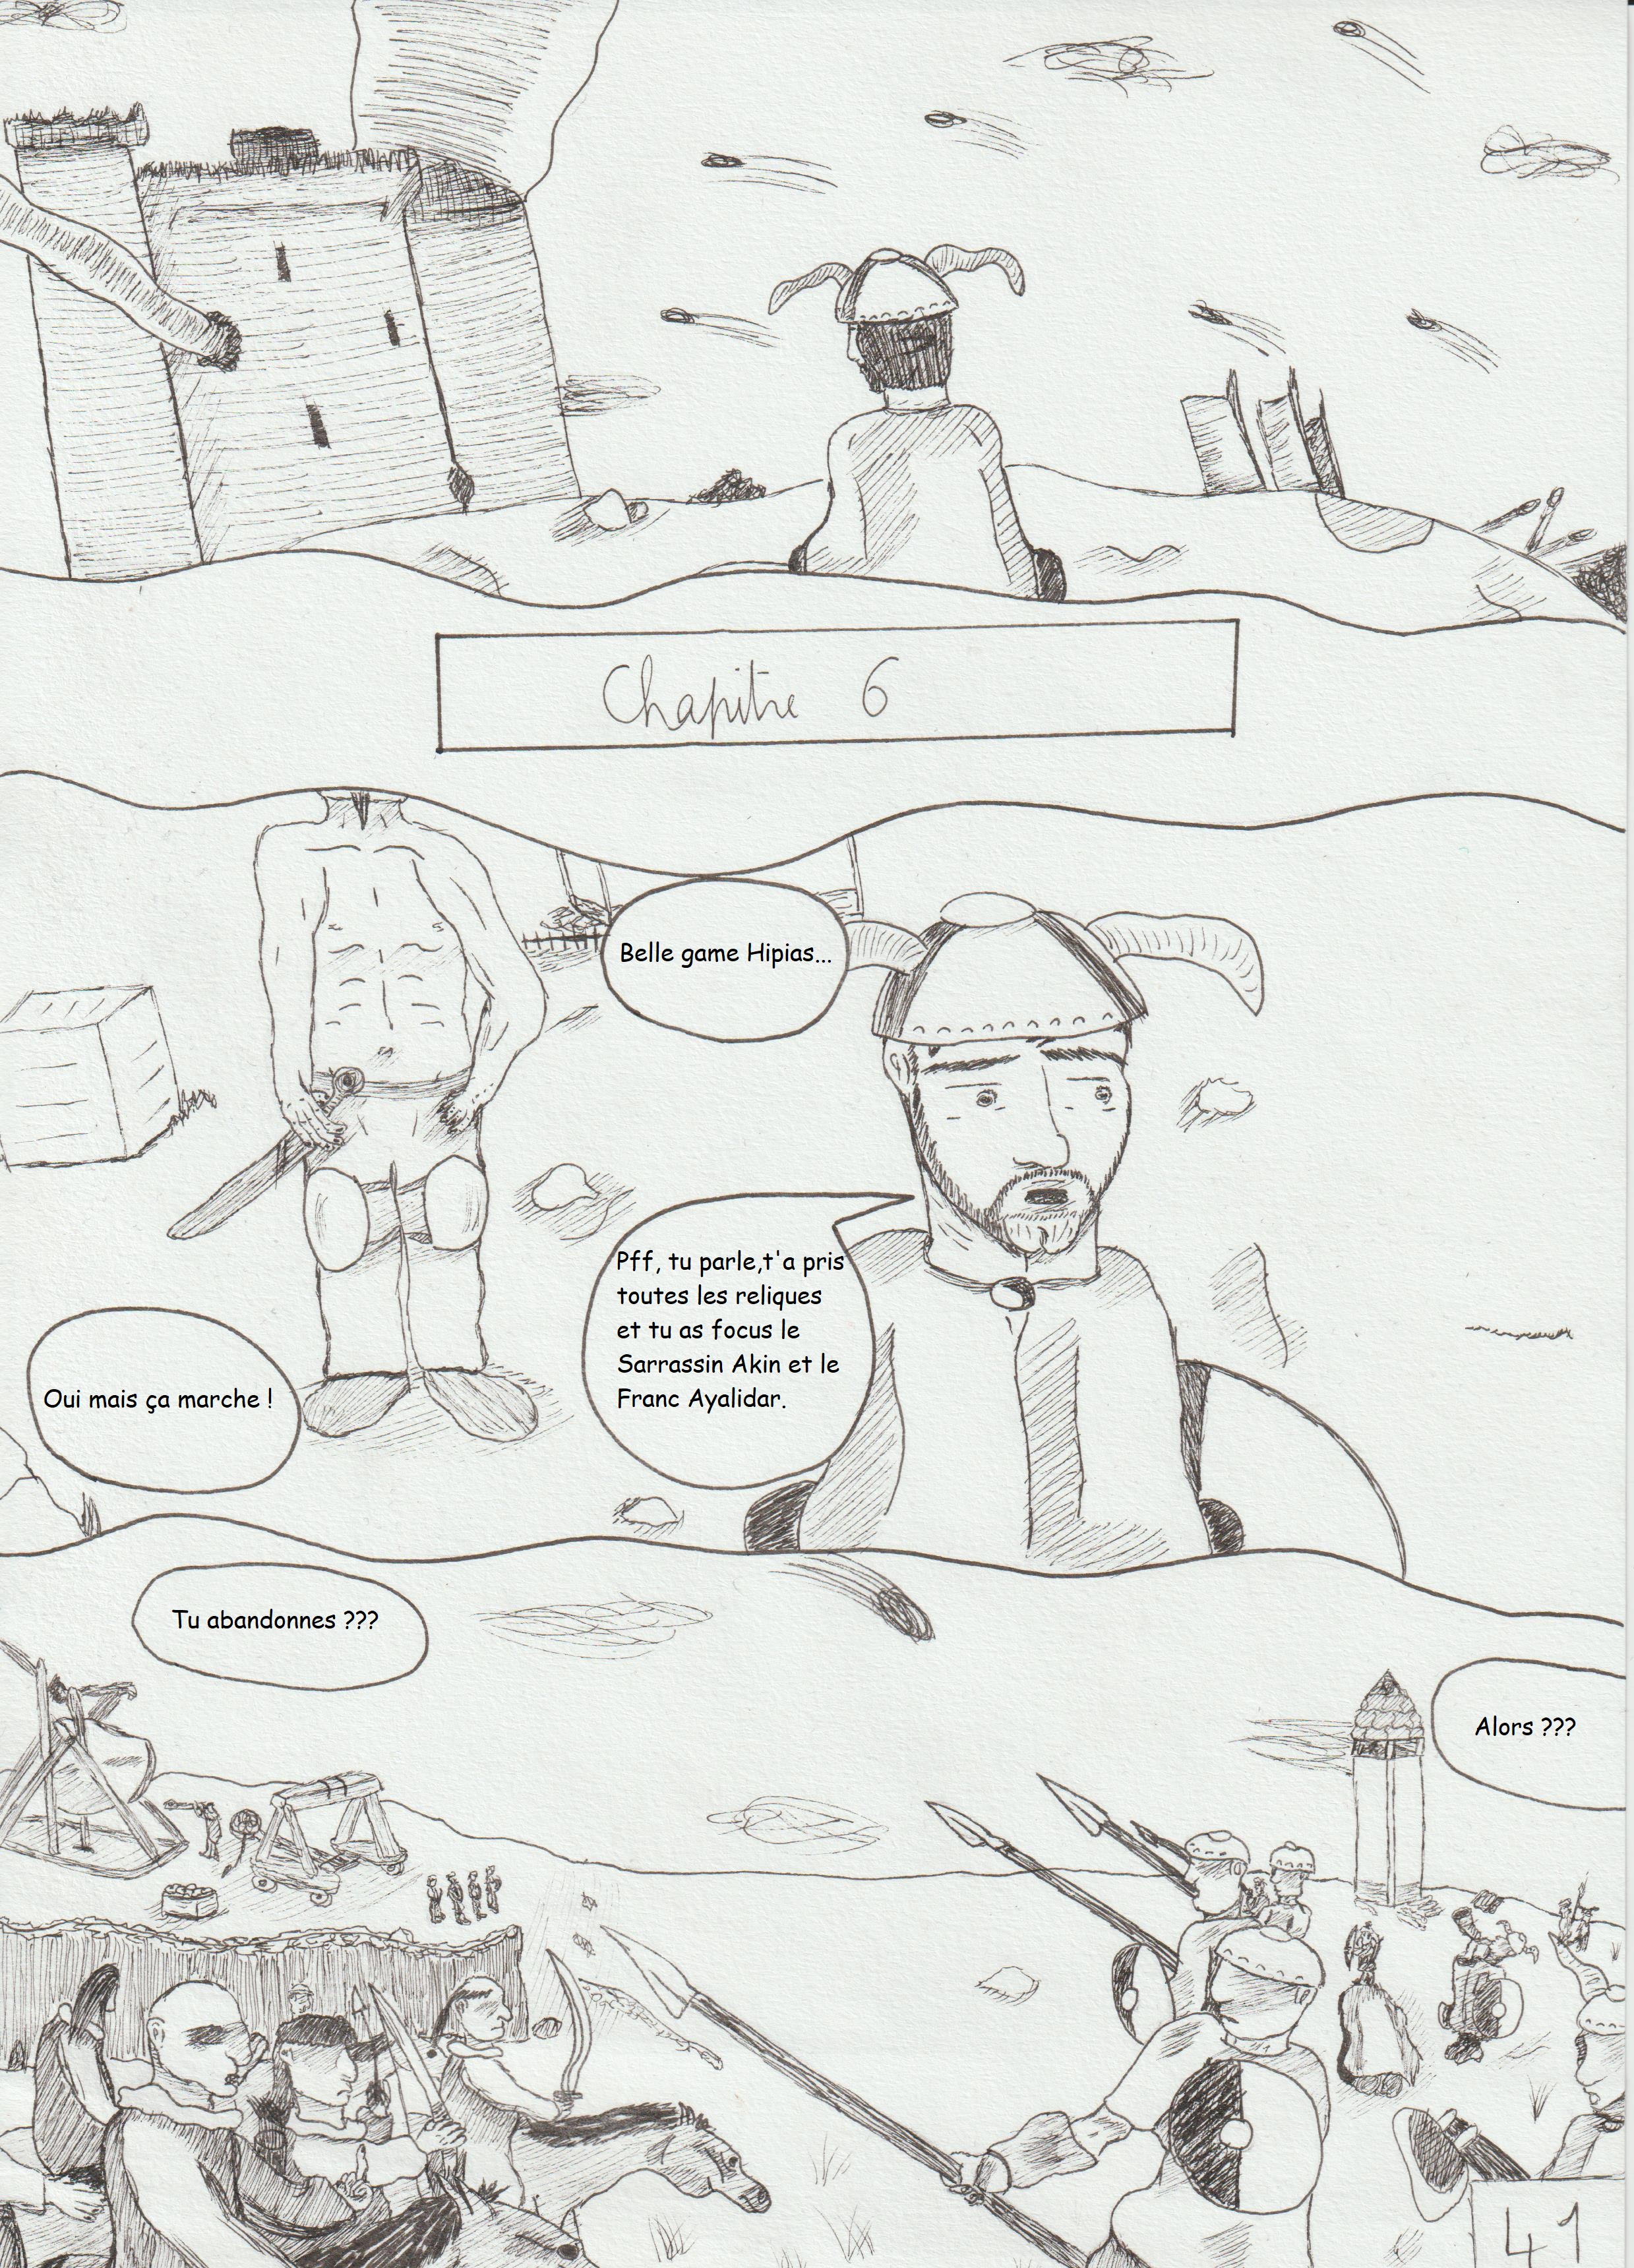 Chapitre 6
Belle game Hipias...
Pff, tu parle,t'a pris
toutes les reliques
et tu as focus le
Sarrassin Akin et le
Franc Ayalidar.
Oui mais ça marche !
Tu abandonnes ???
Alors ???
41